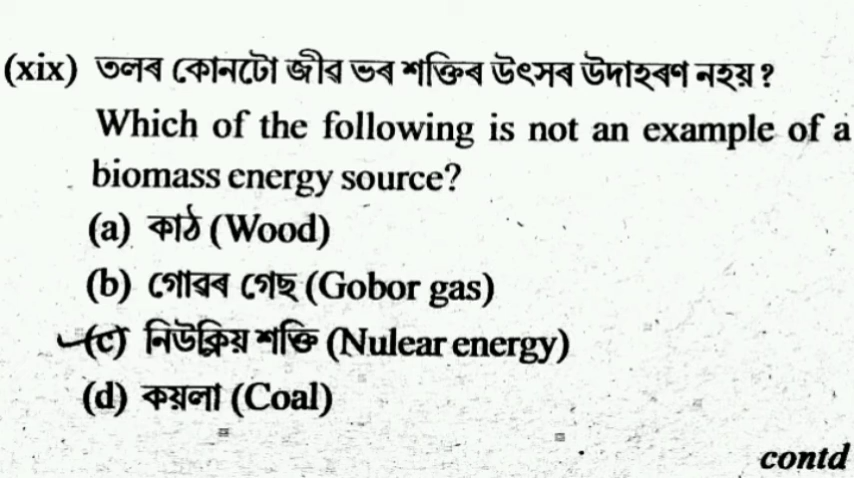 (xix) তলৰ কোনটো জীৱ ভৰ শক্তিৰ উৎসৰ উদাহৰণ নহয় ?
Which of the following is not an example of a
biomass energy source?
(a) কাঠ (Wood)
(b) গোবৰ গেছ (Gobor gas)
(c) নিউক্লিয় শক্তি (Nulear energy)
(d) কয়লা (Coal)
contd